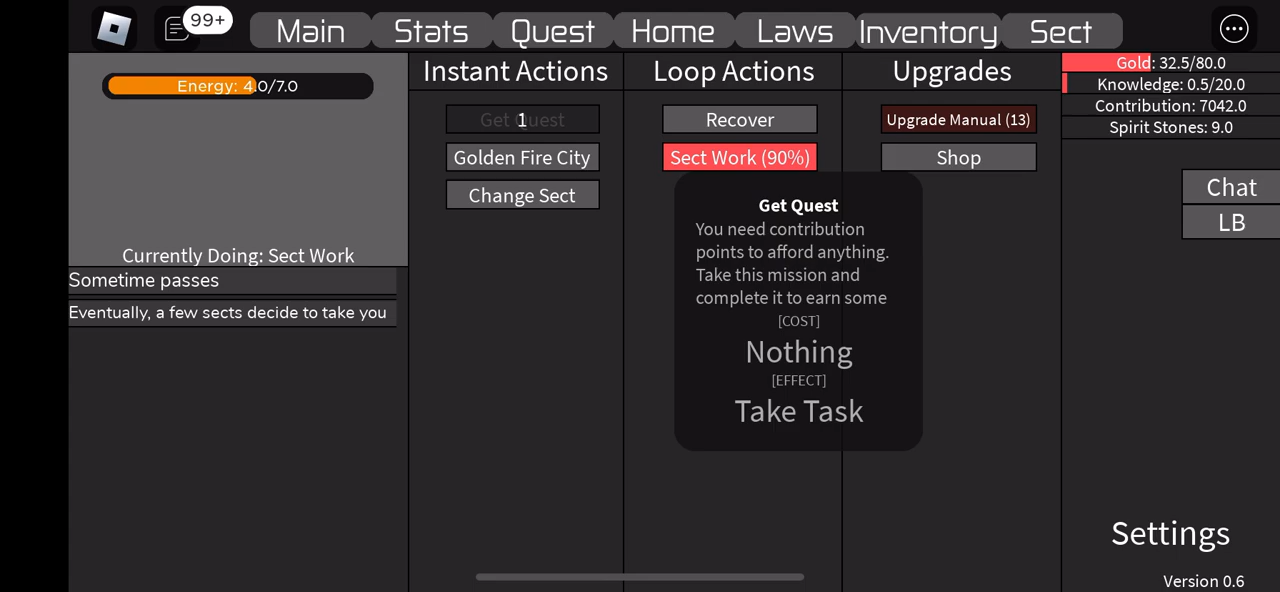 99+
Main
Stats
Quest
Home
Laws
Inventory
Sect
Energy: 4.0/7.0
Currently Doing: Sect Work
Sometime passes
Eventually, a few sects decide to take you
Instant Actions
Get Quest
1
Golden Fire City
Change Sect
Loop Actions
Recover
Sect Work (90%)
Upgrades
Upgrade Manual (13)
Shop
Get Quest
You need contribution
points to afford anything.
Take this mission and
complete it to earn some
[COST]
Nothing
[EFFECT]
Take Task
Gold: 32.5/80.0
Knowledge: 0.5/20.0
Contribution: 7042.0
Spirit Stones: 9.0
Chat
LB
Settings
Version 0.6